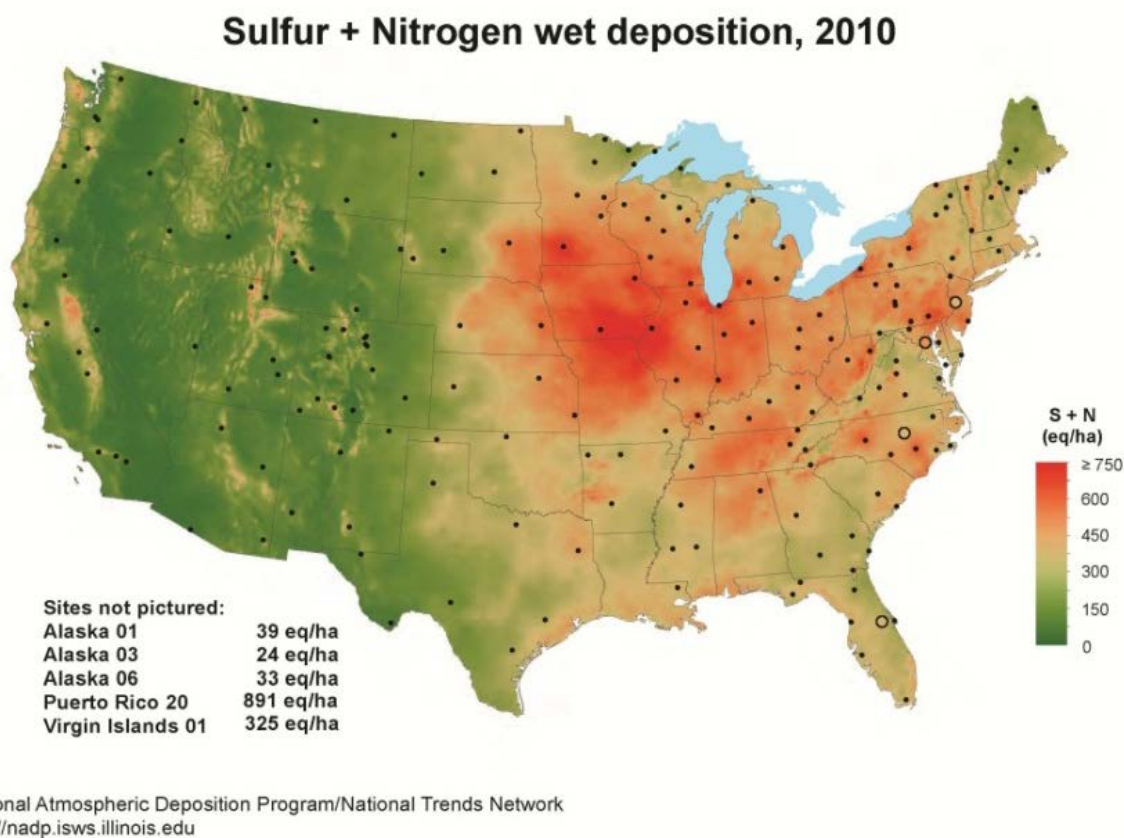 Sulfur + Nitrogen wet deposition, 2010
S + N
(eq/ha)
≥ 750
600
450
300
150
0
Sites not pictured:
Alaska 01 39 eq/ha
Alaska 03 24 eq/ha
Alaska 06 33 eq/ha
Puerto Rico 20 891 eq/ha
Virgin Islands 01 325 eq/ha
onal Atmospheric Deposition Program/National Trends Network
//nadp.isws.illinois.edu